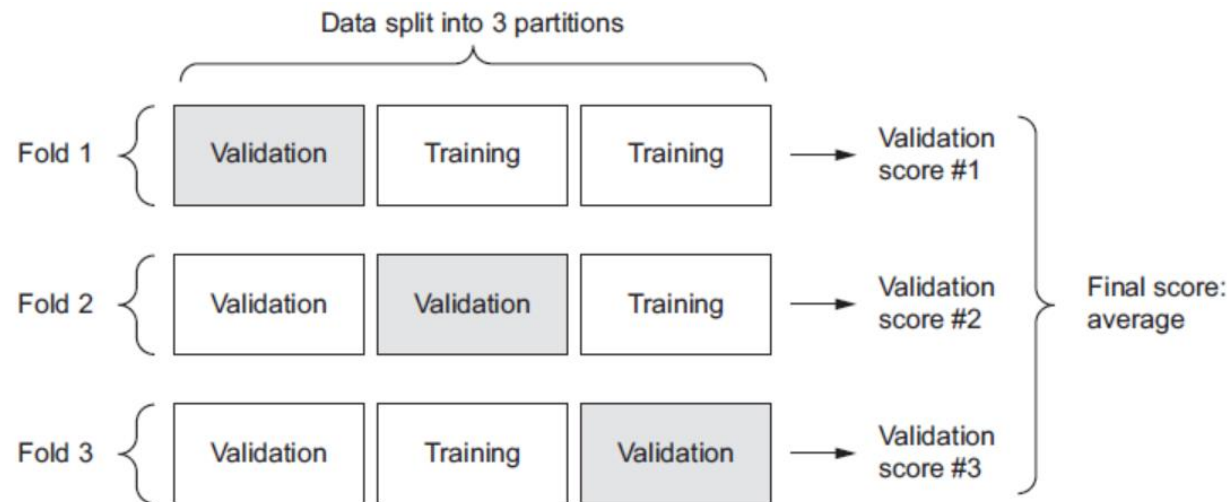 Data split into 3 partitions
Fold 1
Validation
Training
Training
Validation
score #1
Fold 2
Validation
Validation
Training
Validation
score #2
Final score:
average
Fold 3
Validation
Training
Validation
Validation
score #3